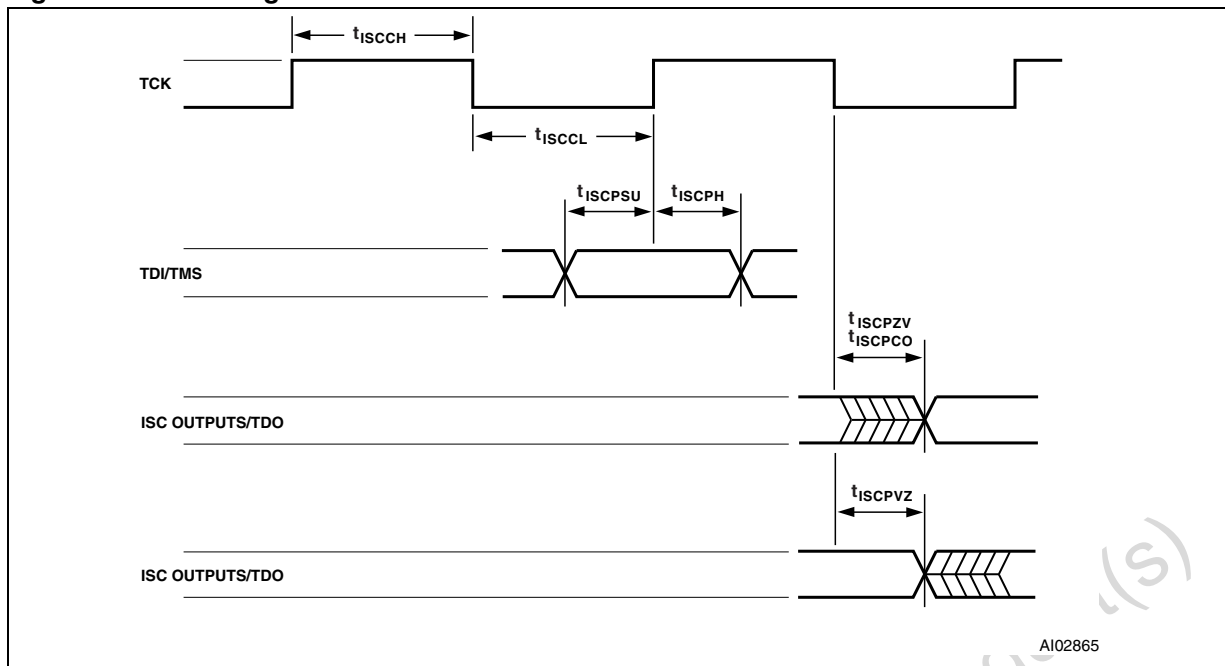 tISCCH
TCK
tISCCL
tISCPSU
tISCPH
TDI/TMS
tISCPZV
tISCPCO
ISC OUTPUTS/TDO
tISCPVZ
ISC OUTPUTS/TDO
AI02865